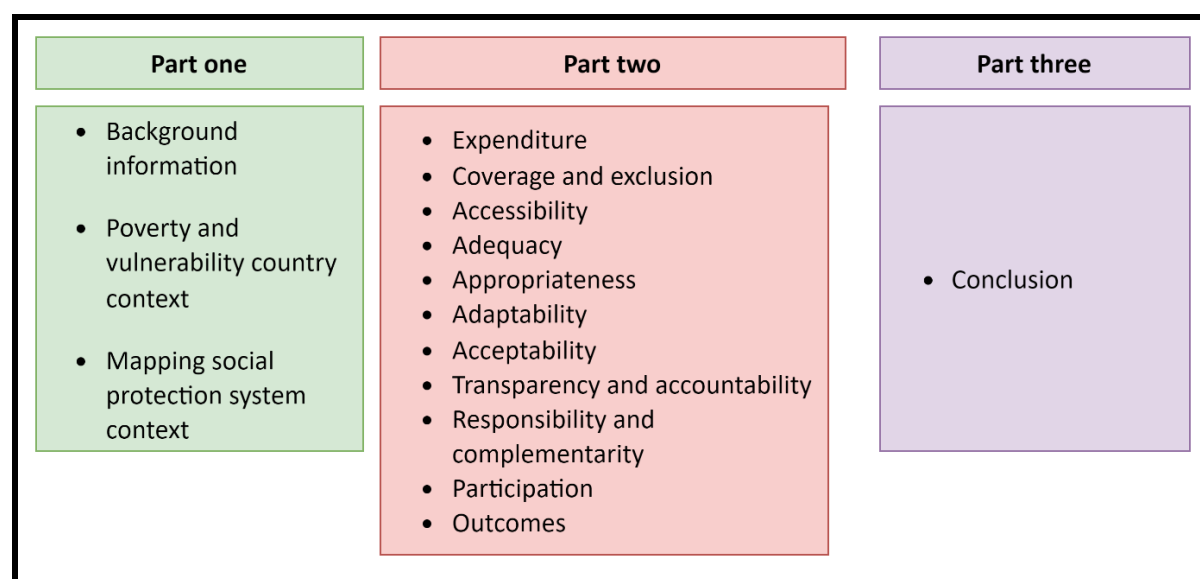 Part one
• Background
information
• Poverty and
vulnerability country
context
• Mapping social
protection system
context
Part two
• Expenditure
• Coverage and exclusion
• Accessibility
• Adequacy
• Appropriateness
• Adaptability
• Acceptability
• Transparency and accountability
• Responsibility and
complementarity
• Participation
• Outcomes
Part three
• Conclusion